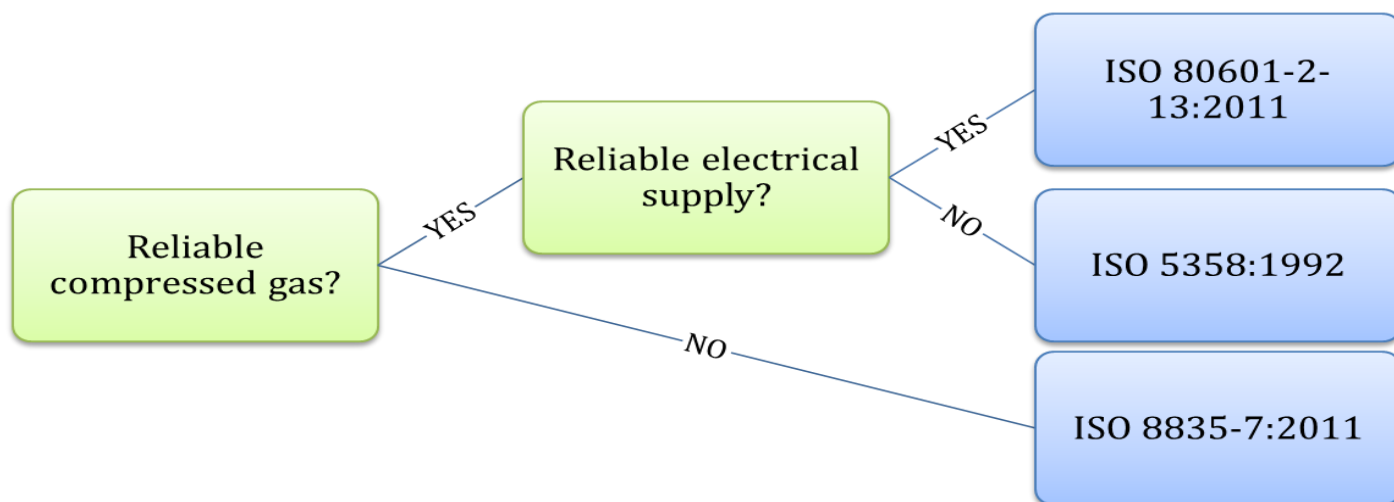 Reliable
compressed gas?
YES
NO
Reliable electrical
supply?
YES
NO
ISO 80601-2-
13:2011
ISO 5358:1992
ISO 8835-7:2011